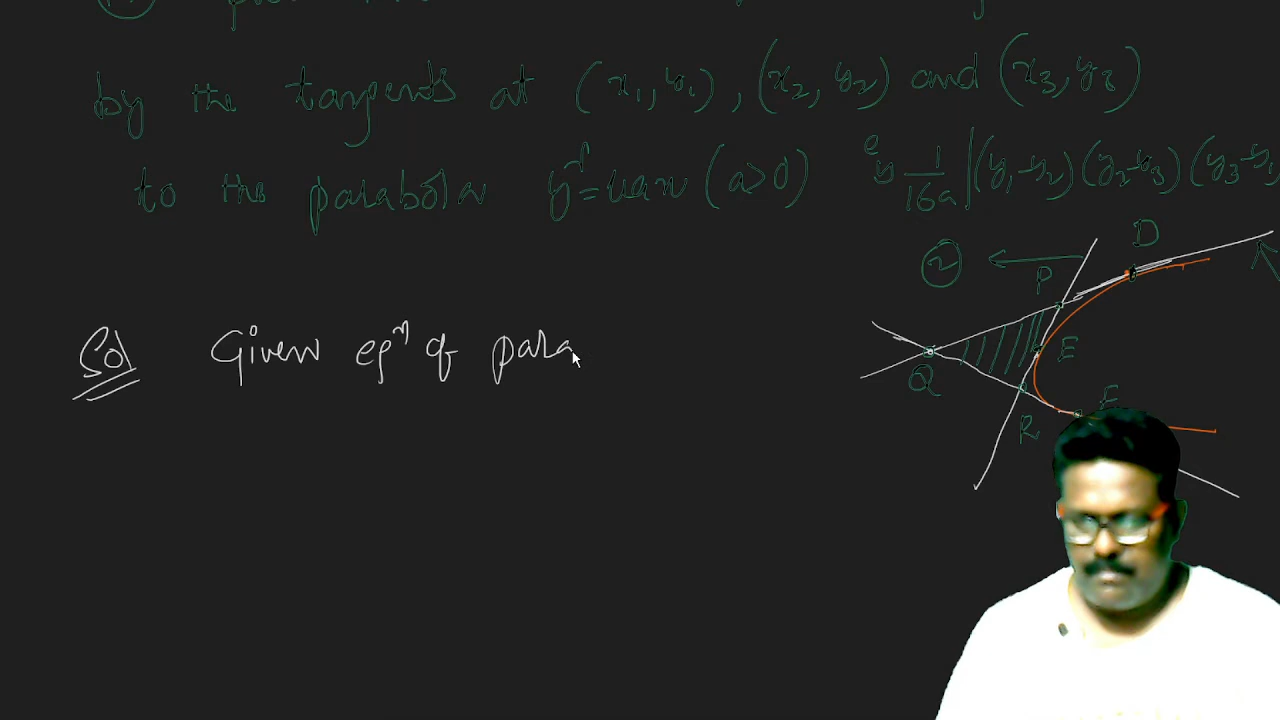 by the tangents at (x₁, y₁), (x₂, y₂) and (x₃, y₃)
to the parabola y² = 4ax (a>0) is 1/16a |(y₁-y₂)(y₂-y₃)(y₃-y₁
② P D
Q E
R F
Sol Given eqⁿ of para